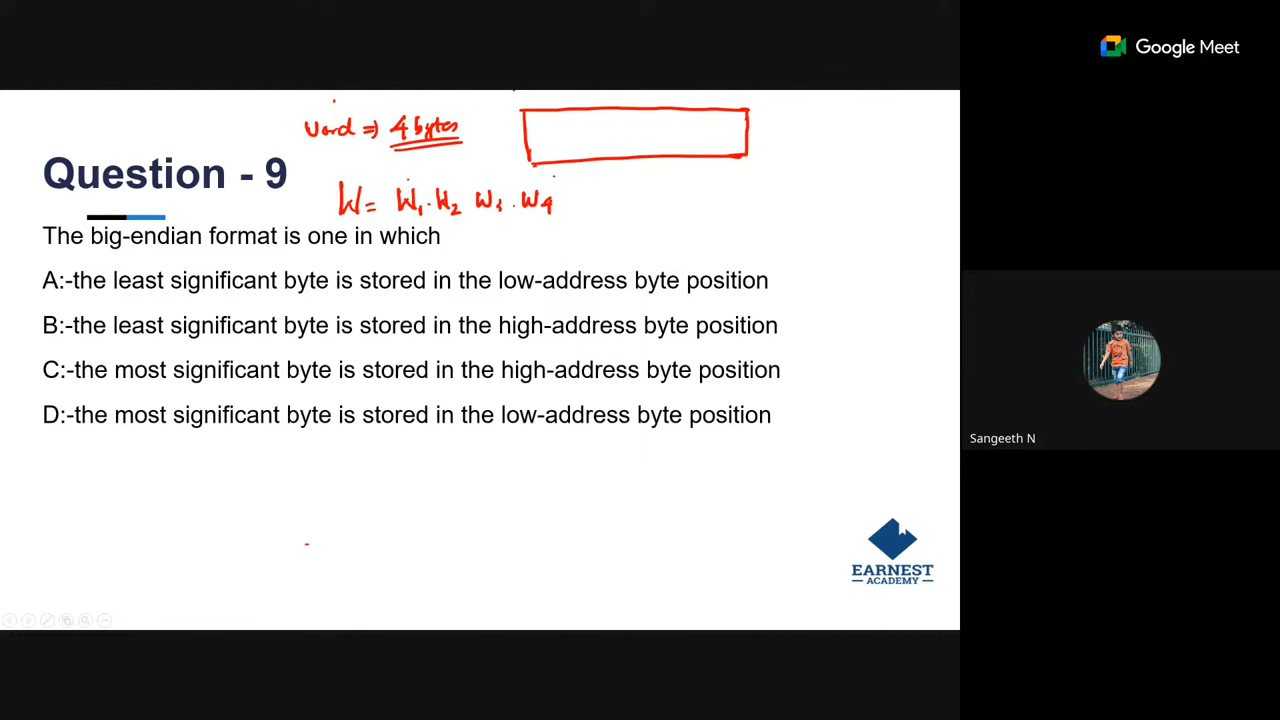 Google Meet
word ⇒ 4 bytes
Question - 9
W = W₁ . W₂ W₃ . W₄
The big-endian format is one in which
A:-the least significant byte is stored in the low-address byte position
B:-the least significant byte is stored in the high-address byte position
C:-the most significant byte is stored in the high-address byte position
D:-the most significant byte is stored in the low-address byte position
Sangeeth N
EARNEST
ACADEMY